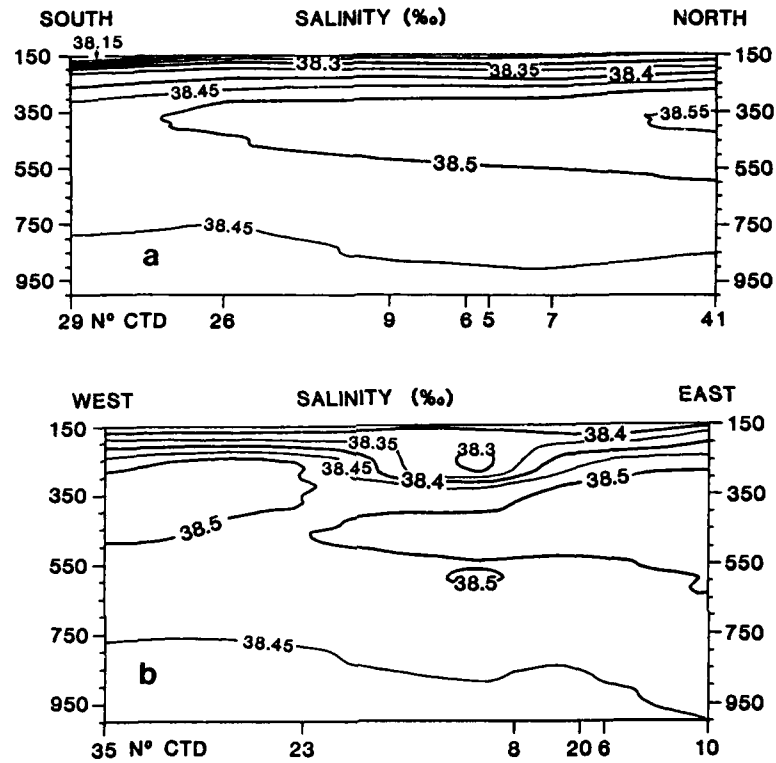 SOUTH SALINITY (‰) NORTH
38.15
150 38.3 38.35 38.4 150
38.45
350 38.55 350
550 38.5 550
750 38.45 750
a
950 950
29 Nº CTD 26 9 6 5 7 41
WEST SALINITY (‰) EAST
150 38.35 38.3 38.4 150
38.45 38.4 38.5
350 350
38.5
550 550
38.5
750 38.45 750
b
950 950
35 Nº CTD 23 8 20 6 10